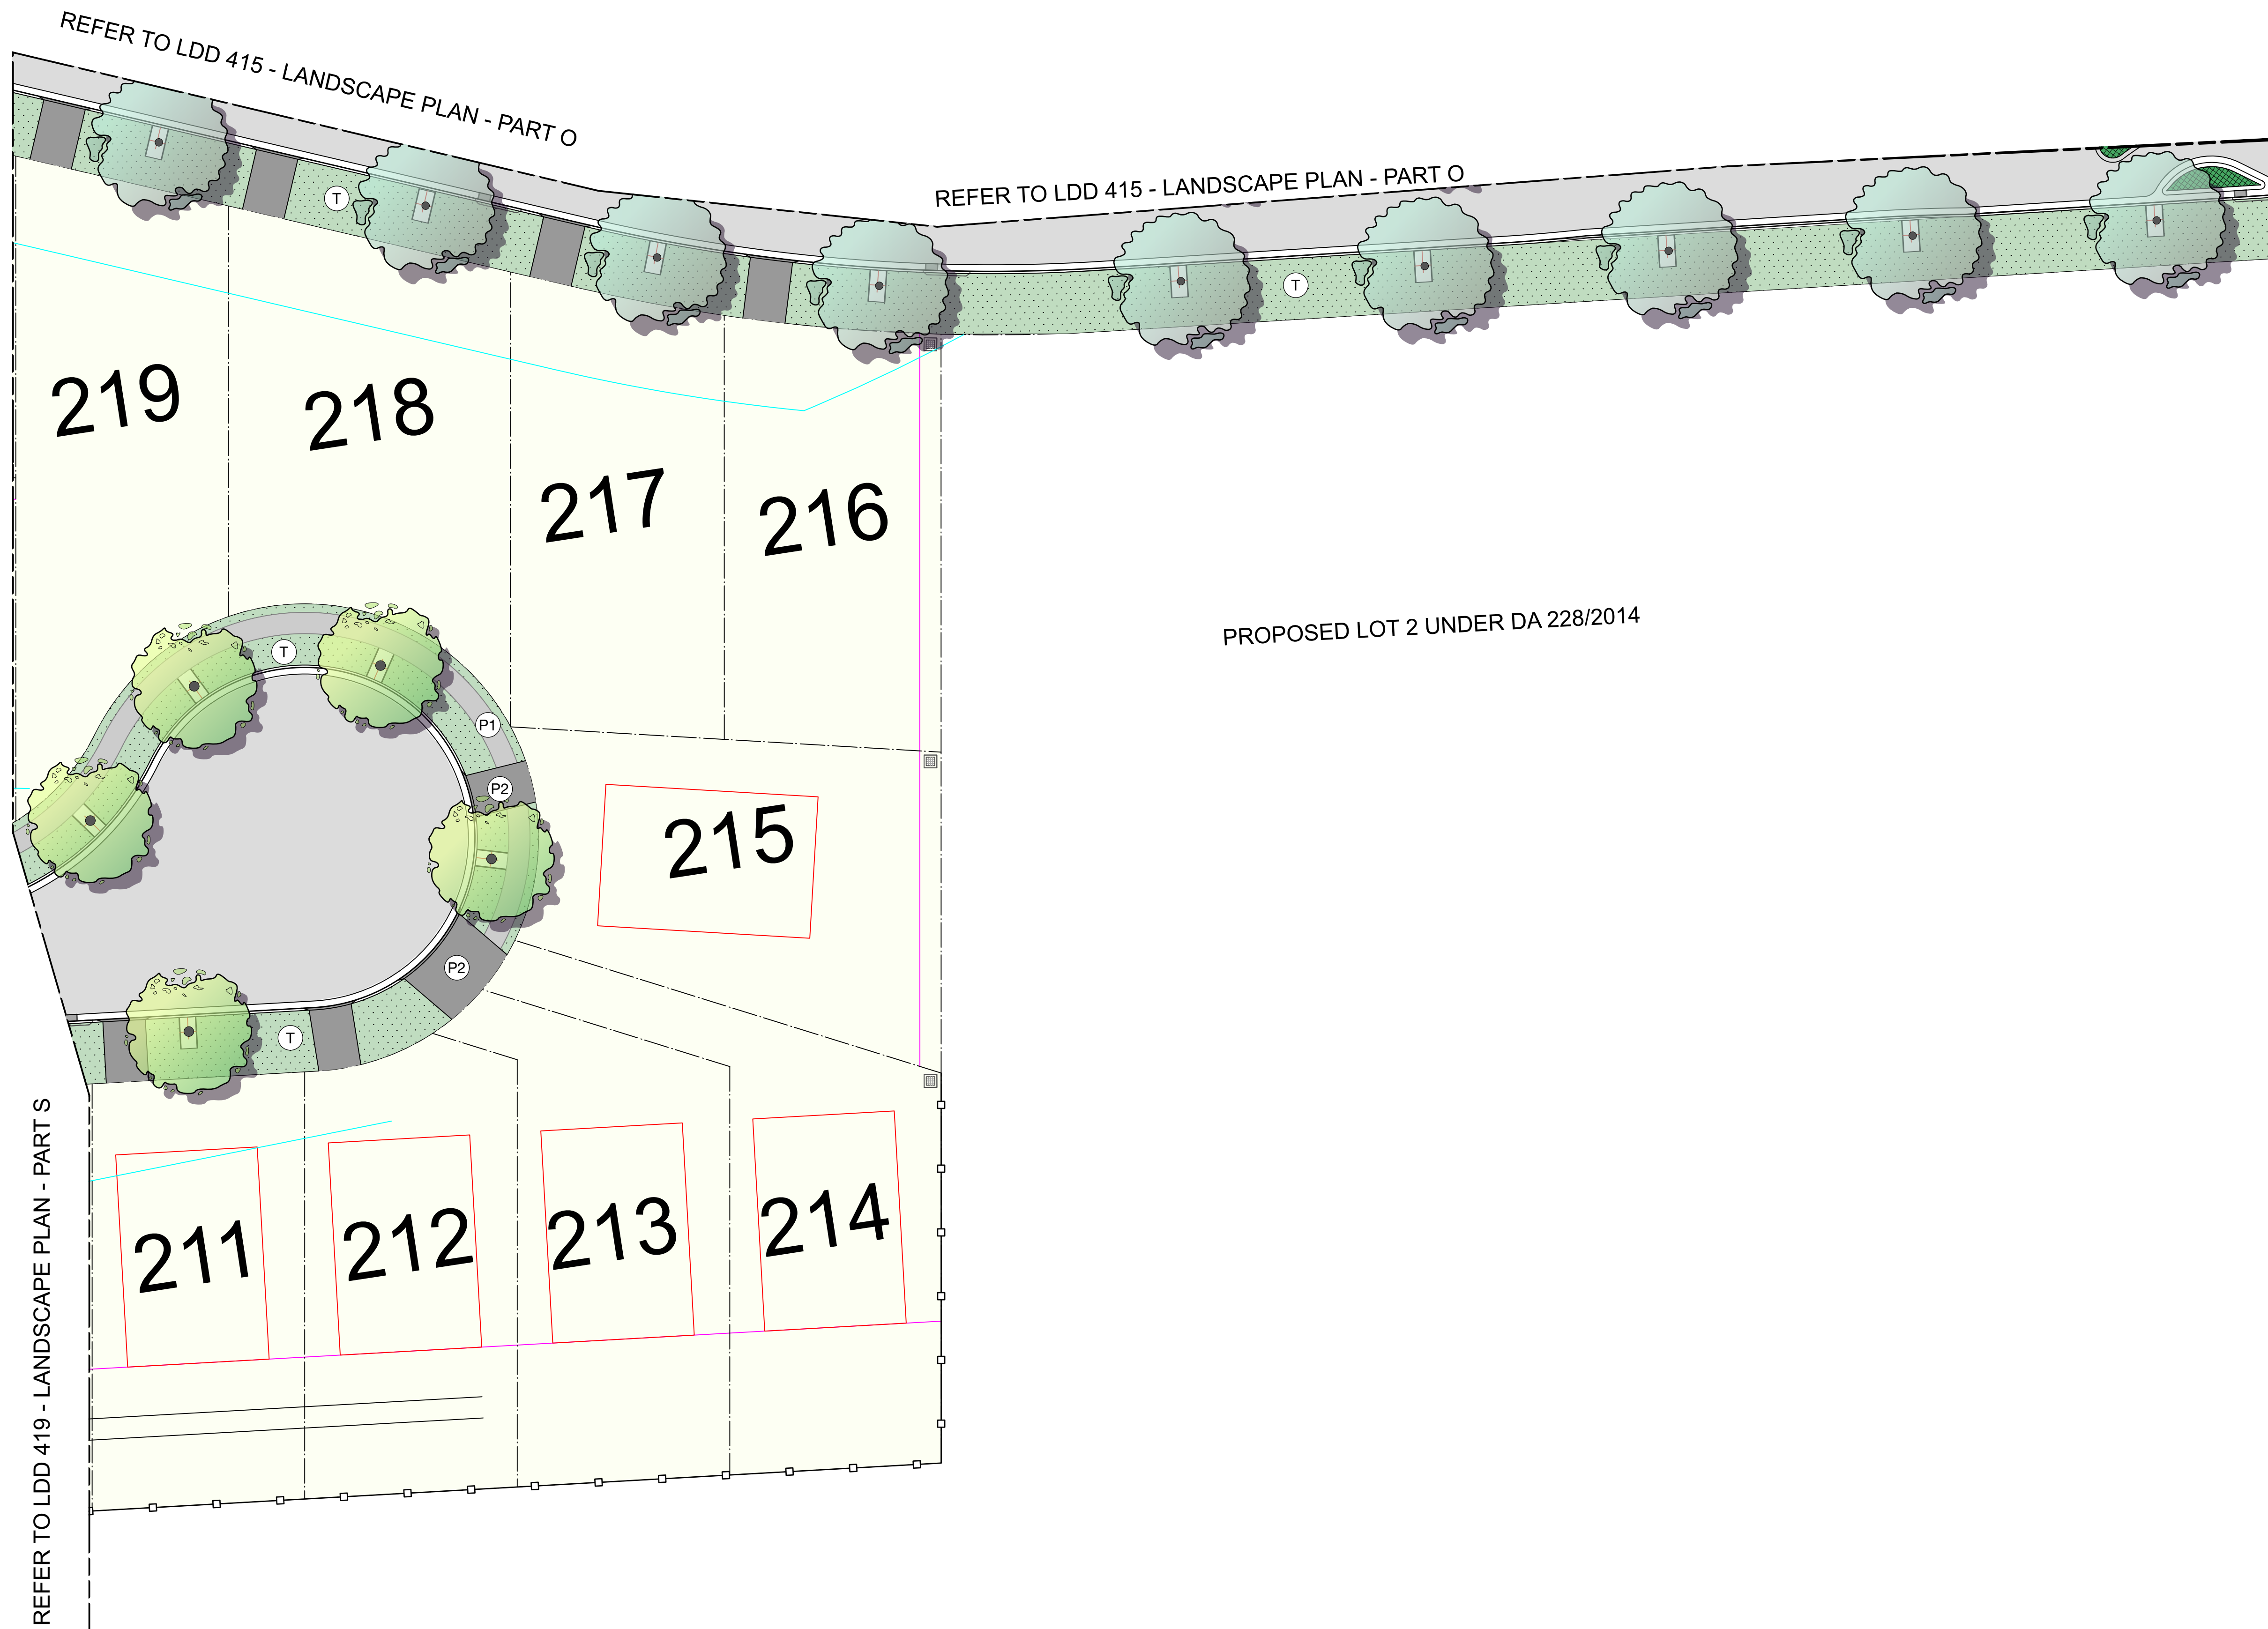 REFER TO LDD 415 - LANDSCAPE PLAN - PART O
REFER TO LDD 415 - LANDSCAPE PLAN - PART O
T
T
219
218
217
216
PROPOSED LOT 2 UNDER DA 228/2014
T
P1
P2
215
P2
T
211
212
213
214
REFER TO LDD 419 - LANDSCAPE PLAN - PART S